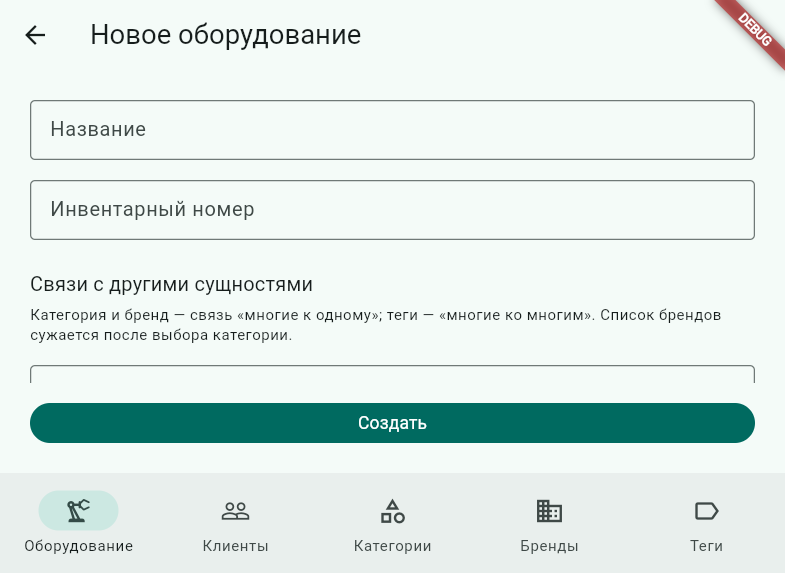 Новое оборудование
DEBUG
Название
Инвентарный номер
Связи с другими сущностями
Категория и бренд — связь «многие к одному»; теги — «многие ко многим». Список брендов
сужается после выбора категории.
Создать
Оборудование
Клиенты
Категории
Бренды
Теги